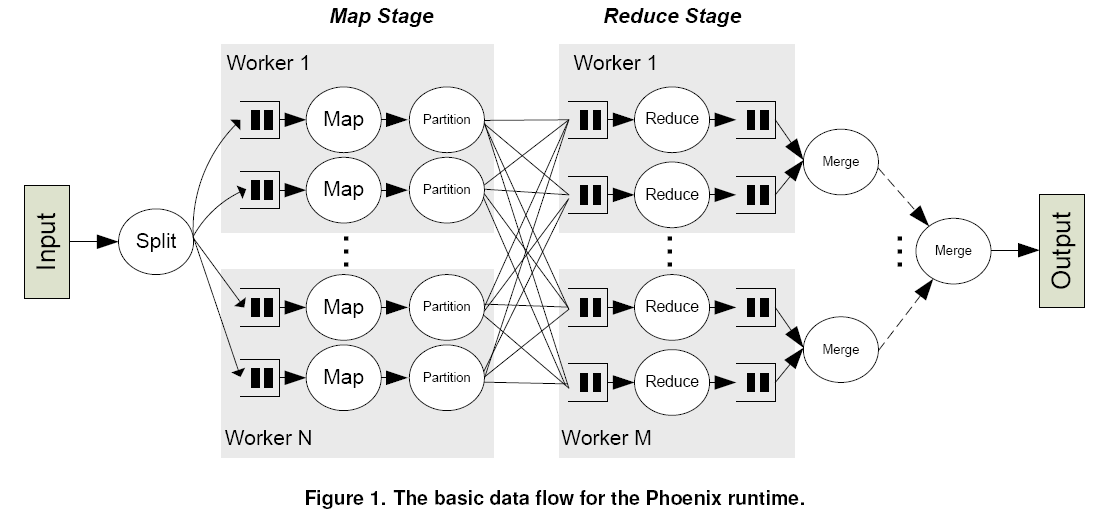 Map Stage
Reduce Stage
Worker 1
Worker 1
Map
Partition
Reduce
Map
Partition
Reduce
Merge
Input
Split
Merge
Output
Map
Partition
Reduce
Map
Partition
Reduce
Merge
Worker N
Worker M
Figure 1. The basic data flow for the Phoenix runtime.